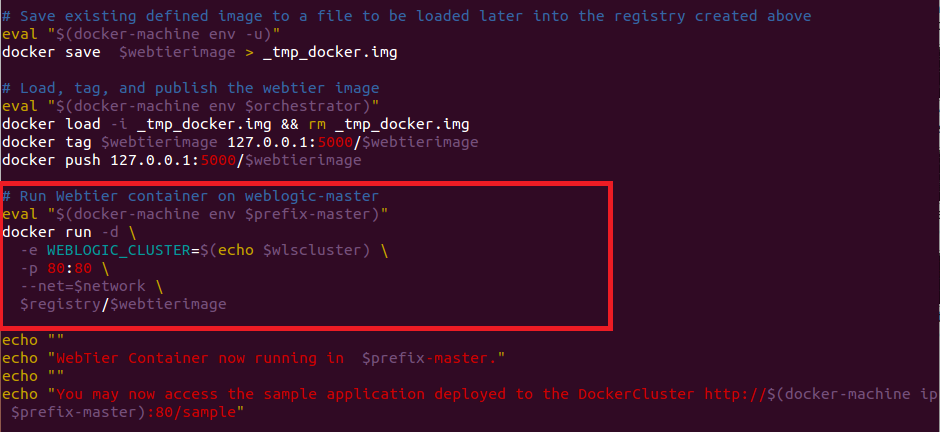 # Save existing defined image to a file to be loaded later into the registry created above
eval "$(docker-machine env -u)"
docker save  $webtierimage > _tmp_docker.img
# Load, tag, and publish the webtier image
eval "$(docker-machine env $orchestrator)"
docker load -i _tmp_docker.img && rm _tmp_docker.img
docker tag $webtierimage 127.0.0.1:5000/$webtierimage
docker push 127.0.0.1:5000/$webtierimage
# Run Webtier container on weblogic-master
eval "$(docker-machine env $prefix-master)"
docker run -d \
  -e WEBLOGIC_CLUSTER=$(echo $wlscluster) \
  -p 80:80 \
  --net=$network \
  $registry/$webtierimage
echo ""
echo "WebTier Container now running in  $prefix-master."
echo ""
echo "You may now access the sample application deployed to the DockerCluster http://$(docker-machine ip
 $prefix-master):80/sample"